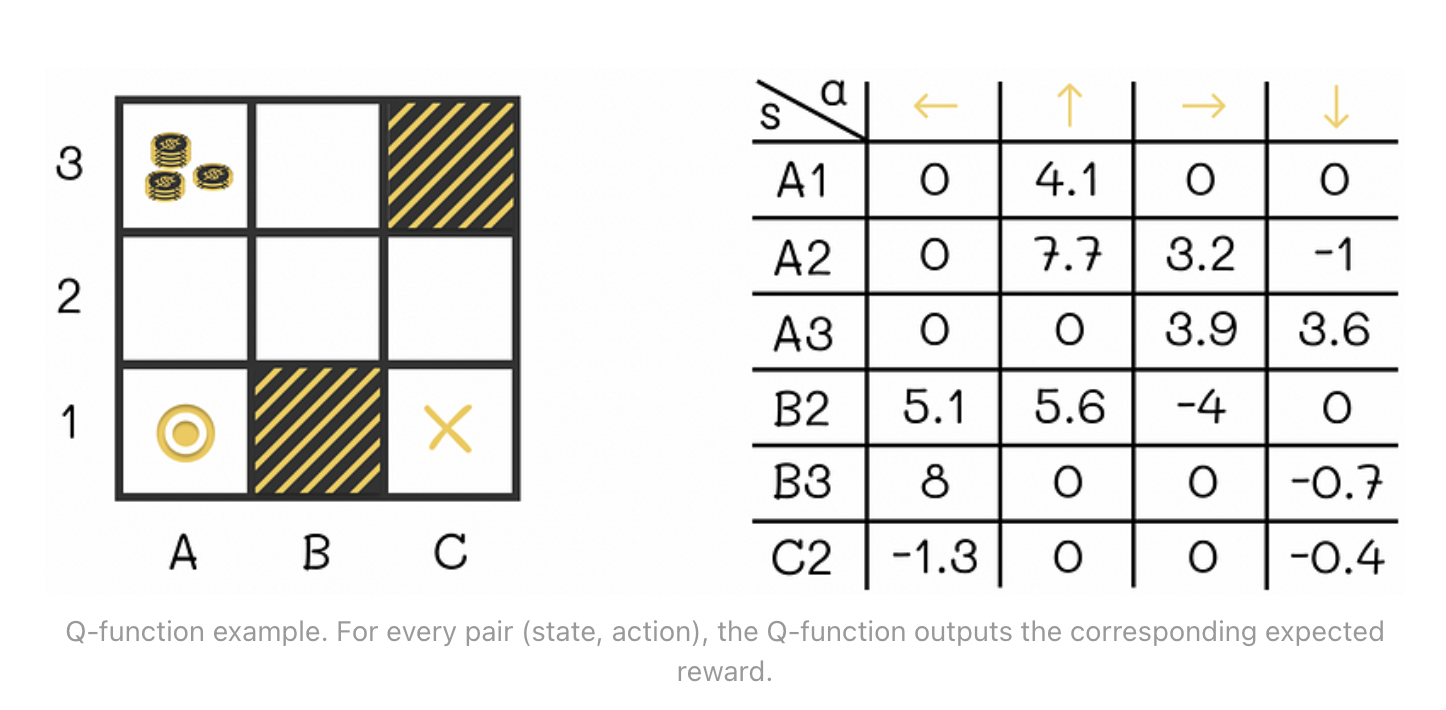 3
2
1
A B C
s a ← ↑ → ↓
A1 0 4.1 0 0
A2 0 7.7 3.2 -1
A3 0 0 3.9 3.6
B2 5.1 5.6 -4 0
B3 8 0 0 -0.7
C2 -1.3 0 0 -0.4
Q-function example. For every pair (state, action), the Q-function outputs the corresponding expected
reward.